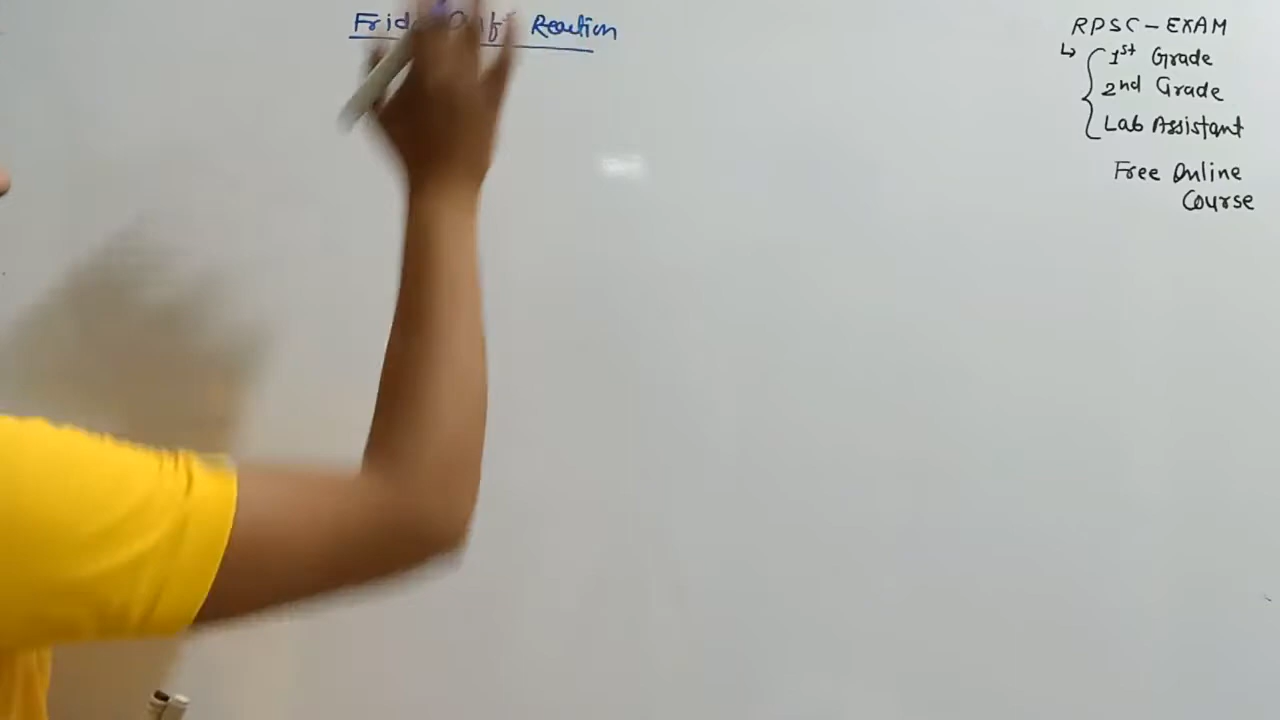 Reaction
RPSC - EXAM
↳ { 1st Grade
2nd Grade
Lab Assistant
Free Online
Course